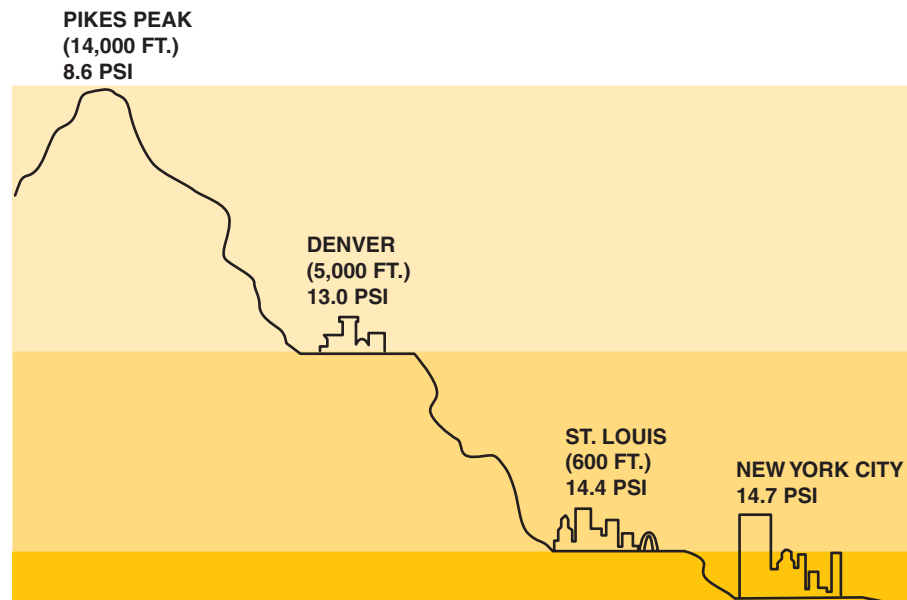 PIKES PEAK
(14,000 FT.)
8.6 PSI
DENVER
(5,000 FT.)
13.0 PSI
ST. LOUIS
(600 FT.)
14.4 PSI
NEW YORK CITY
14.7 PSI